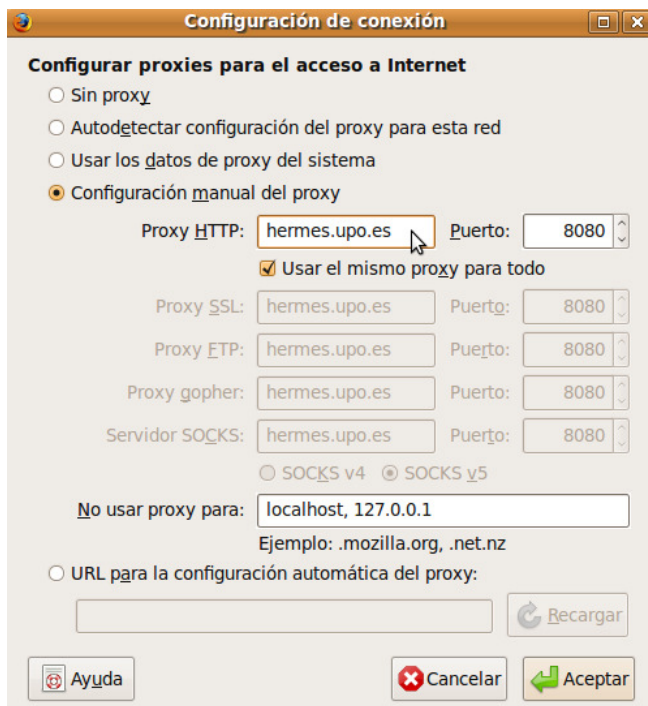 Configuración de conexión
Configurar proxies para el acceso a Internet
Sin proxy
Autodetectar configuración del proxy para esta red
Usar los datos de proxy del sistema
Configuración manual del proxy
Proxy HTTP: hermes.upo.es Puerto: 8080
Usar el mismo proxy para todo
Proxy SSL: hermes.upo.es Puerto: 8080
Proxy FTP: hermes.upo.es Puerto: 8080
Proxy gopher: hermes.upo.es Puerto: 8080
Servidor SOCKS: hermes.upo.es Puerto: 8080
SOCKS v4 SOCKS v5
No usar proxy para: localhost, 127.0.0.1
Ejemplo: .mozilla.org, .net.nz
URL para la configuración automática del proxy:
Recargar
Ayuda Cancelar Aceptar